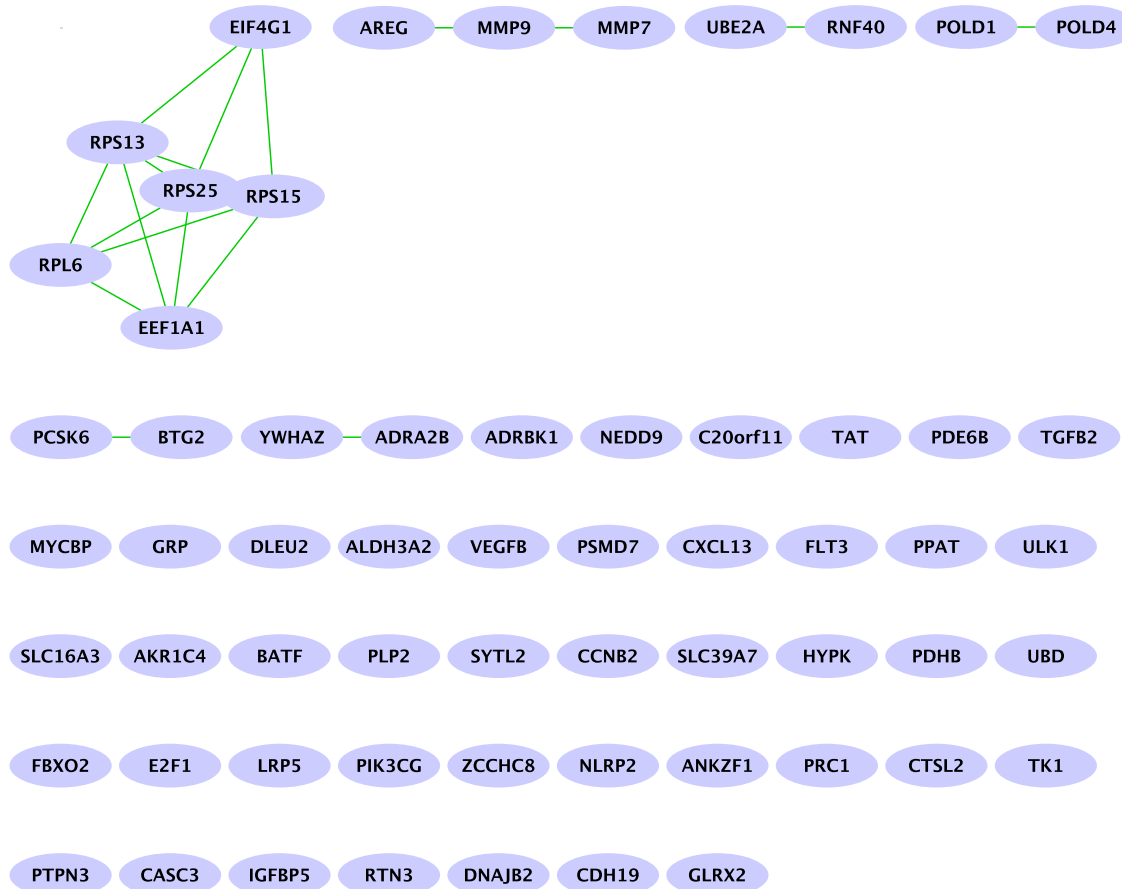 EIF4G1 AREG MMP9 MMP7 UBE2A RNF40 POLD1 POLD4
RPS13
RPS25 RPS15
RPL6
EEF1A1
PCSK6 BTG2 YWHAZ ADRA2B ADRBK1 NEDD9 C20orf11 TAT PDE6B TGFB2
MYCBP GRP DLEU2 ALDH3A2 VEGFB PSMD7 CXCL13 FLT3 PPAT ULK1
SLC16A3 AKR1C4 BATF PLP2 SYTL2 CCNB2 SLC39A7 HYPK PDHB UBD
FBXO2 E2F1 LRP5 PIK3CG ZCCHC8 NLRP2 ANKZF1 PRC1 CTSL2 TK1
PTPN3 CASC3 IGFBP5 RTN3 DNAJB2 CDH19 GLRX2